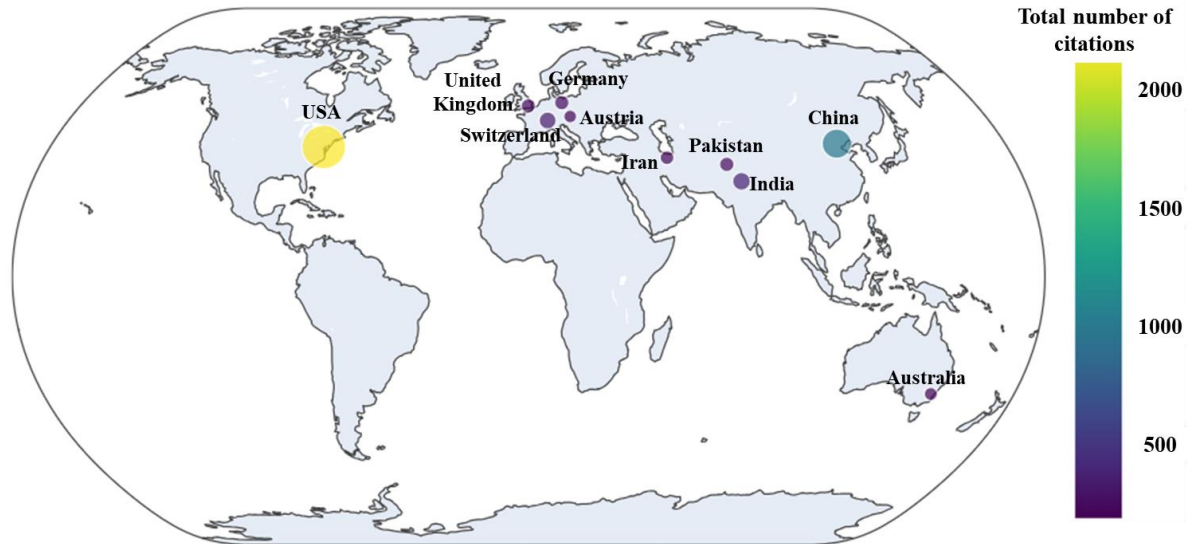 Total number of
citations
2000
1500
1000
500
United
Kingdom
Germany
USA
Austria
Switzerland
China
Pakistan
Iran
India
Australia